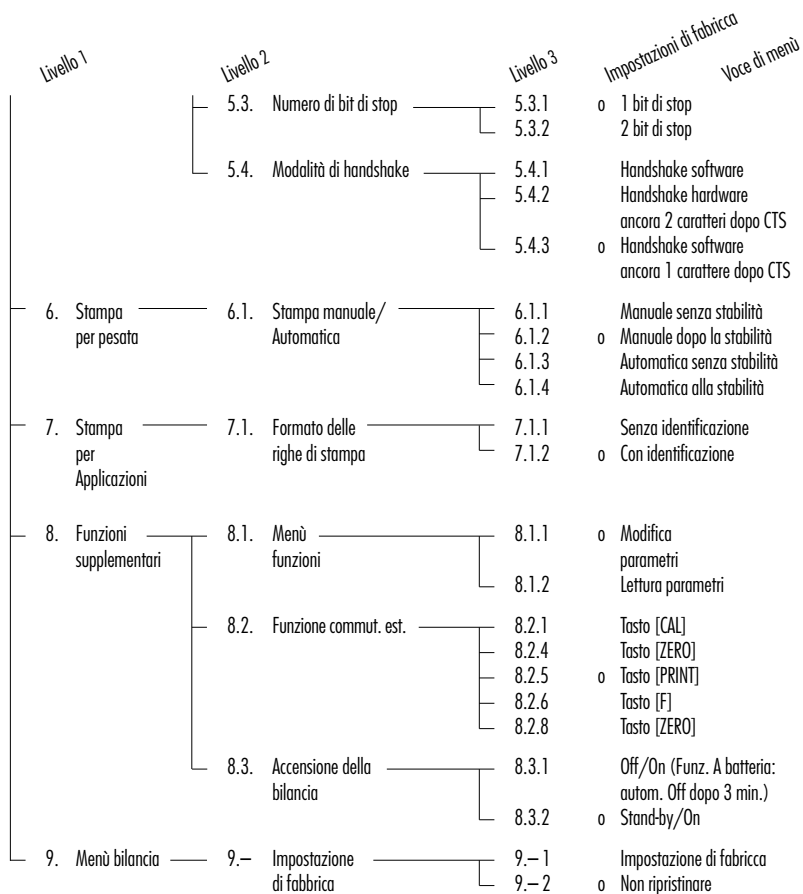 Livello 1 Livello 2 Livello 3 Impostazioni di fabricca Voce di menù
5.3. Numero di bit di stop 5.3.1 o 1 bit di stop
5.3.2 2 bit di stop
5.4. Modalità di handshake 5.4.1 Handshake software
5.4.2 Handshake hardware
ancora 2 caratteri dopo CTS
5.4.3 o Handshake software
ancora 1 carattere dopo CTS
6. Stampa 6.1. Stampa manuale/ 6.1.1 Manuale senza stabilità
per pesata Automatica 6.1.2 o Manuale dopo la stabilità
6.1.3 Automatica senza stabilità
6.1.4 Automatica alla stabilità
7. Stampa 7.1. Formato delle 7.1.1 Senza identificazione
per righe di stampa 7.1.2 o Con identificazione
Applicazioni
8. Funzioni 8.1. Menù 8.1.1 o Modifica
supplementari funzioni parametri
8.1.2 Lettura parametri
8.2. Funzione commut. est. 8.2.1 Tasto [CAL]
8.2.4 Tasto [ZERO]
8.2.5 o Tasto [PRINT]
8.2.6 Tasto [F]
8.2.8 Tasto [ZERO]
8.3. Accensione della 8.3.1 Off/On (Funz. A batteria:
bilancia autom. Off dopo 3 min.)
8.3.2 o Stand-by/On
9. Menù bilancia 9.– Impostazione 9.– 1 Impostazione di fabricca
di fabbrica 9.– 2 o Non ripristinare